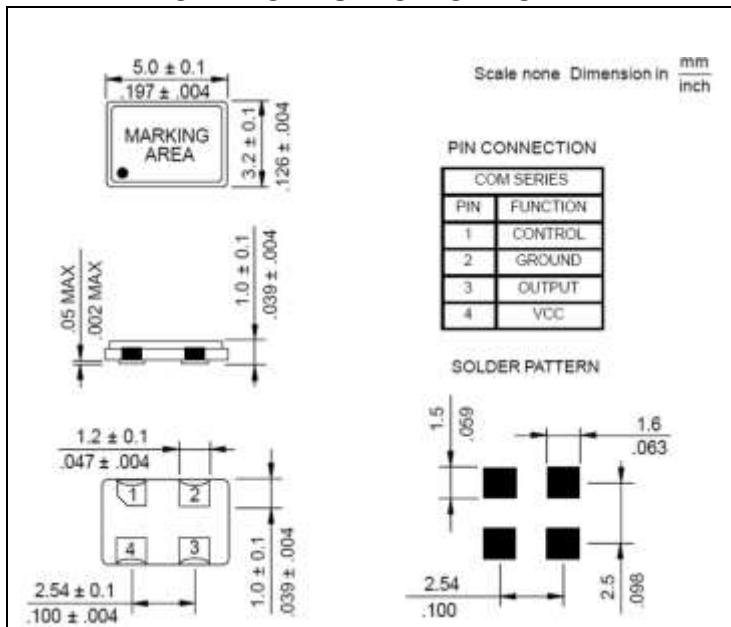 5.0 ± 0.1
.197 ± .004
Scale none Dimension in mm
inch
MARKING
AREA
3.2 ± 0.1
.126 ± .004
PIN CONNECTION
COM SERIES
PIN FUNCTION
1 CONTROL
2 GROUND
3 OUTPUT
4 VCC
.05 MAX
.002 MAX
1.0 ± 0.1
.039 ± .004
SOLDER PATTERN
1.2 ± 0.1
.047 ± .004
1 2
4 3
1.0 ± 0.1
.039 ± .004
2.54 ± 0.1
.100 ± .004
1.5
.059
1.6
.063
2.54
.100
2.5
.098